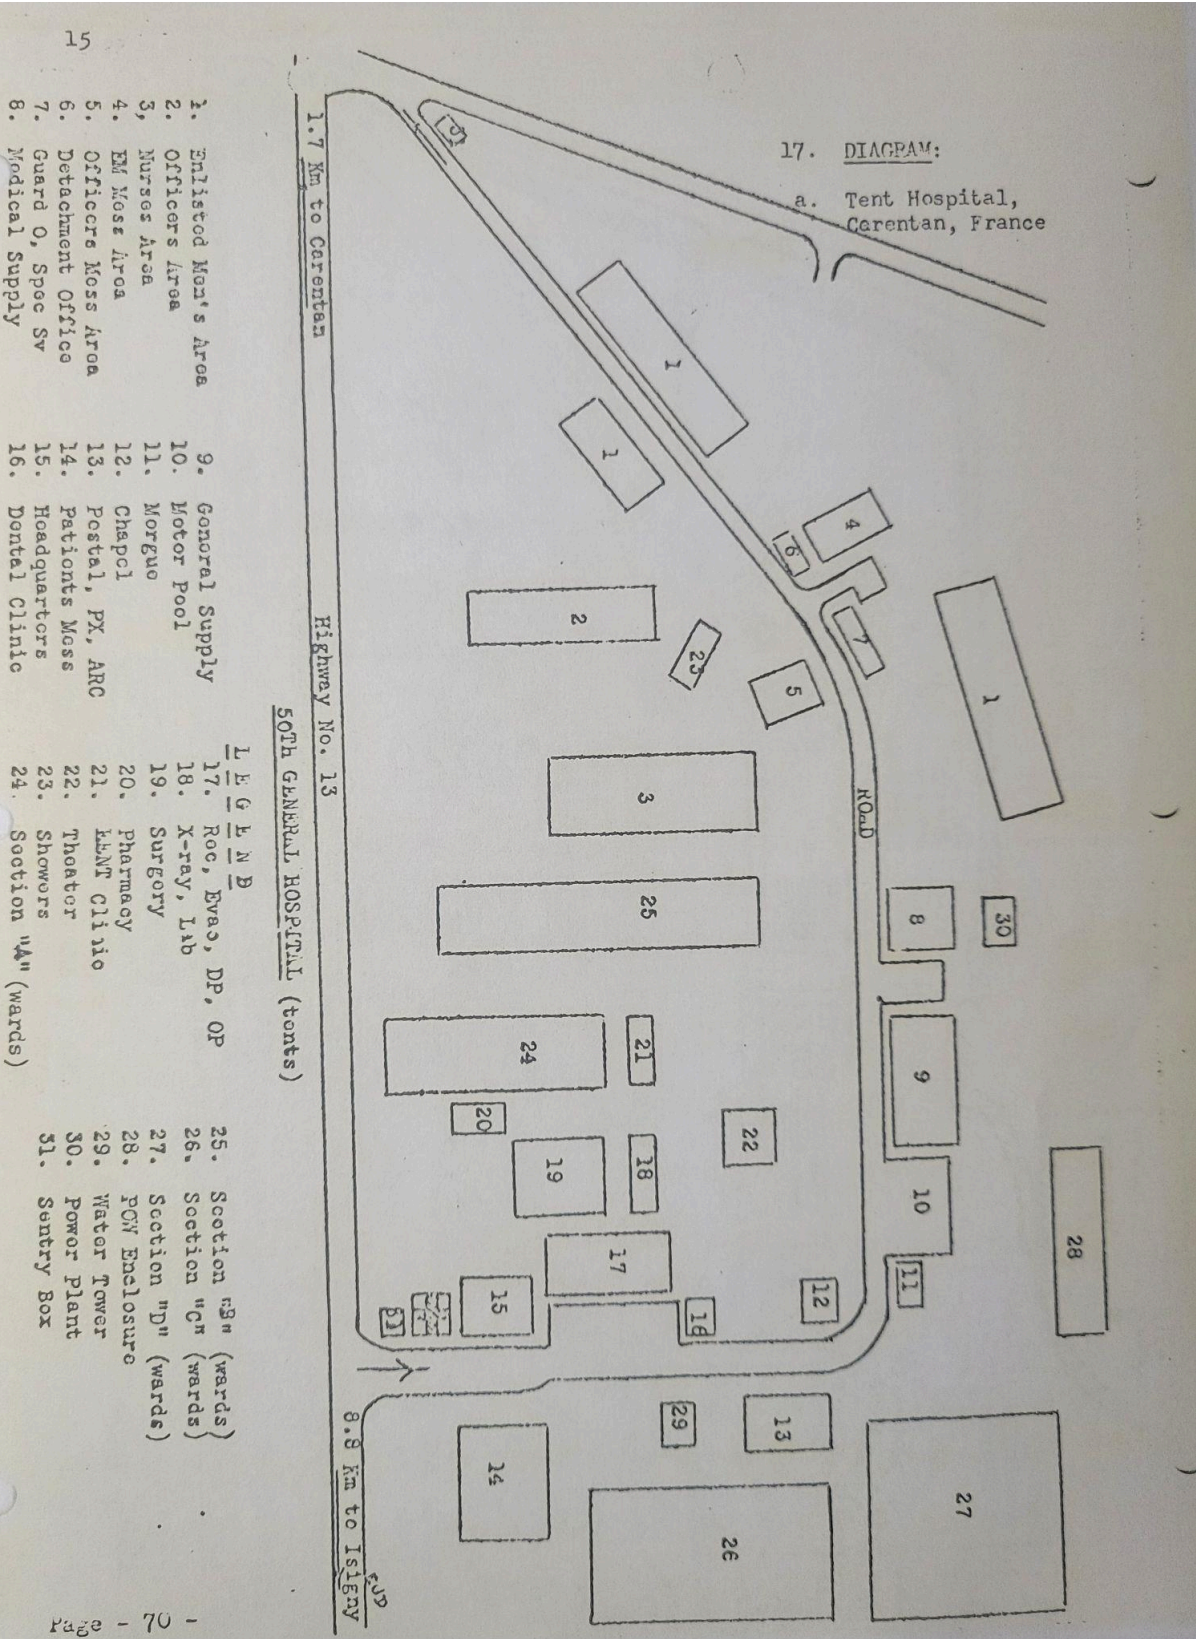 15
17. DIAGRAM:
a. Tent Hospital,
Carentan, France
1
1
4
6
7
1
2
23
5
3
ROAD
25
8
30
9
24
21
20
22
19
18
10
28
17
11
15
16
12
31
29
13
14
27
26
1.7 Km to Carentan
Highway No. 13
8.8 Km to Isigny
50Th GENERAL HOSPITAL (tents)
L E G E N D
1. Enlisted Men's Area
2. Officers Area
3, Nurses Area
4. EM Mess Area
5. Officers Mess Area
6. Detachment Office
7. Guard O, Spec Sv
8. Medical Supply
9. General Supply
10. Motor Pool
11. Morgue
12. Chapel
13. Postal, PX, ARC
14. Patients Mess
15. Headquarters
16. Dental Clinic
17. Rec, Evac, DP, OP
18. X-ray, Lab
19. Surgery
20. Pharmacy
21. EENT Clinic
22. Theater
23. Showers
24. Section "A" (wards)
25. Section "B" (wards)
26. Section "C" (wards)
27. Section "D" (wards)
28. POW Enclosure
29. Water Tower
30. Power Plant
31. Sentry Box
Page - 70 -